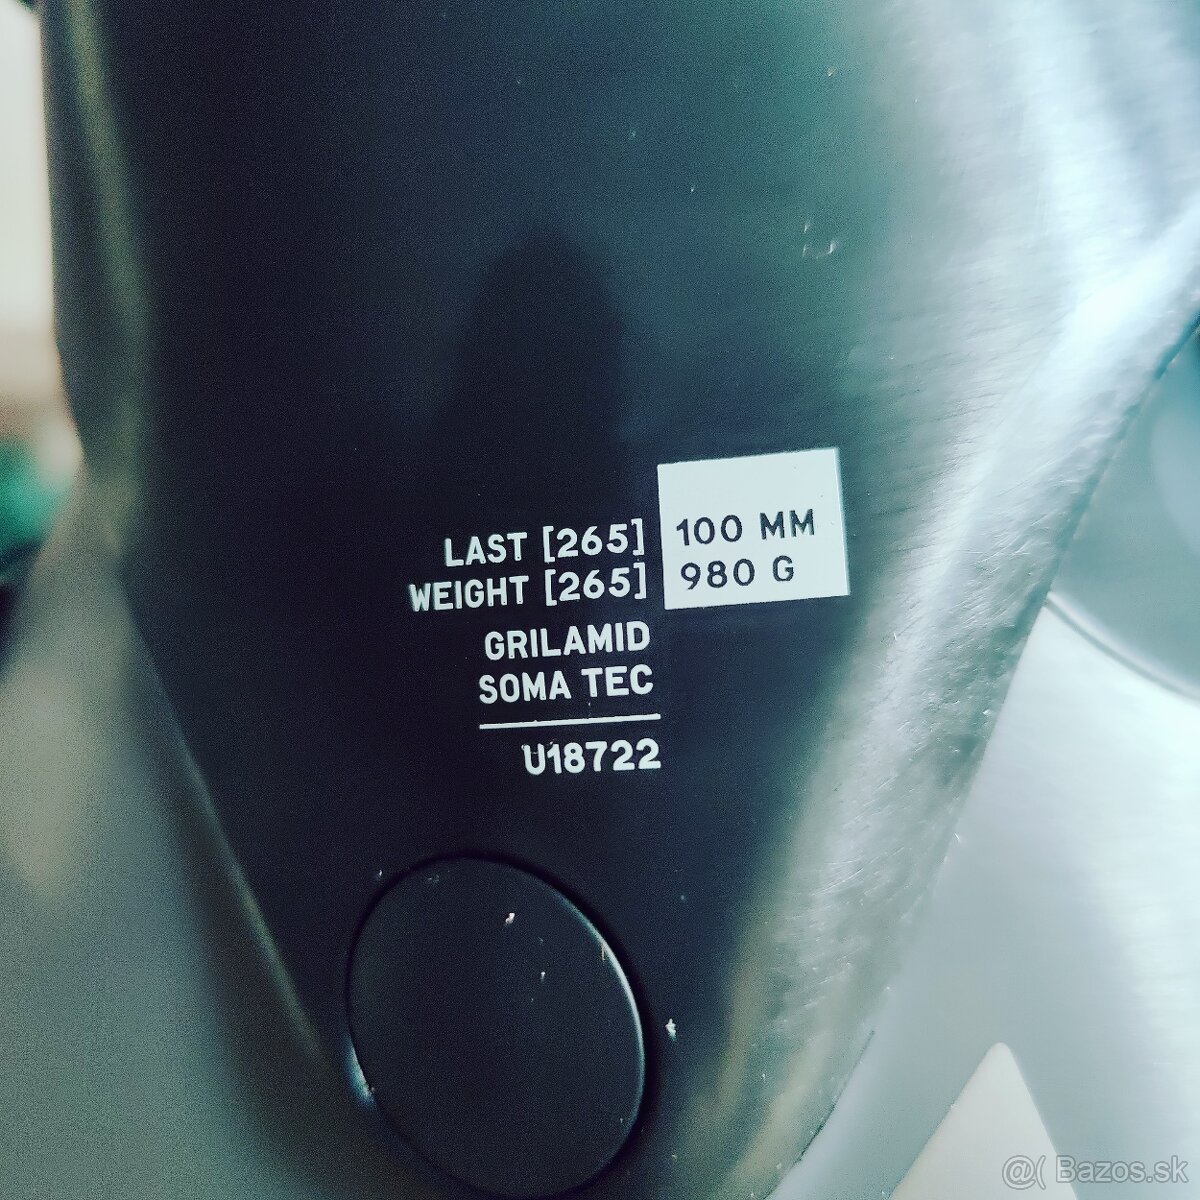 LAST [265] 100 MM
WEIGHT [265] 980 G
GRILAMID
SOMA TEC
U18722
@( Bazos.sk